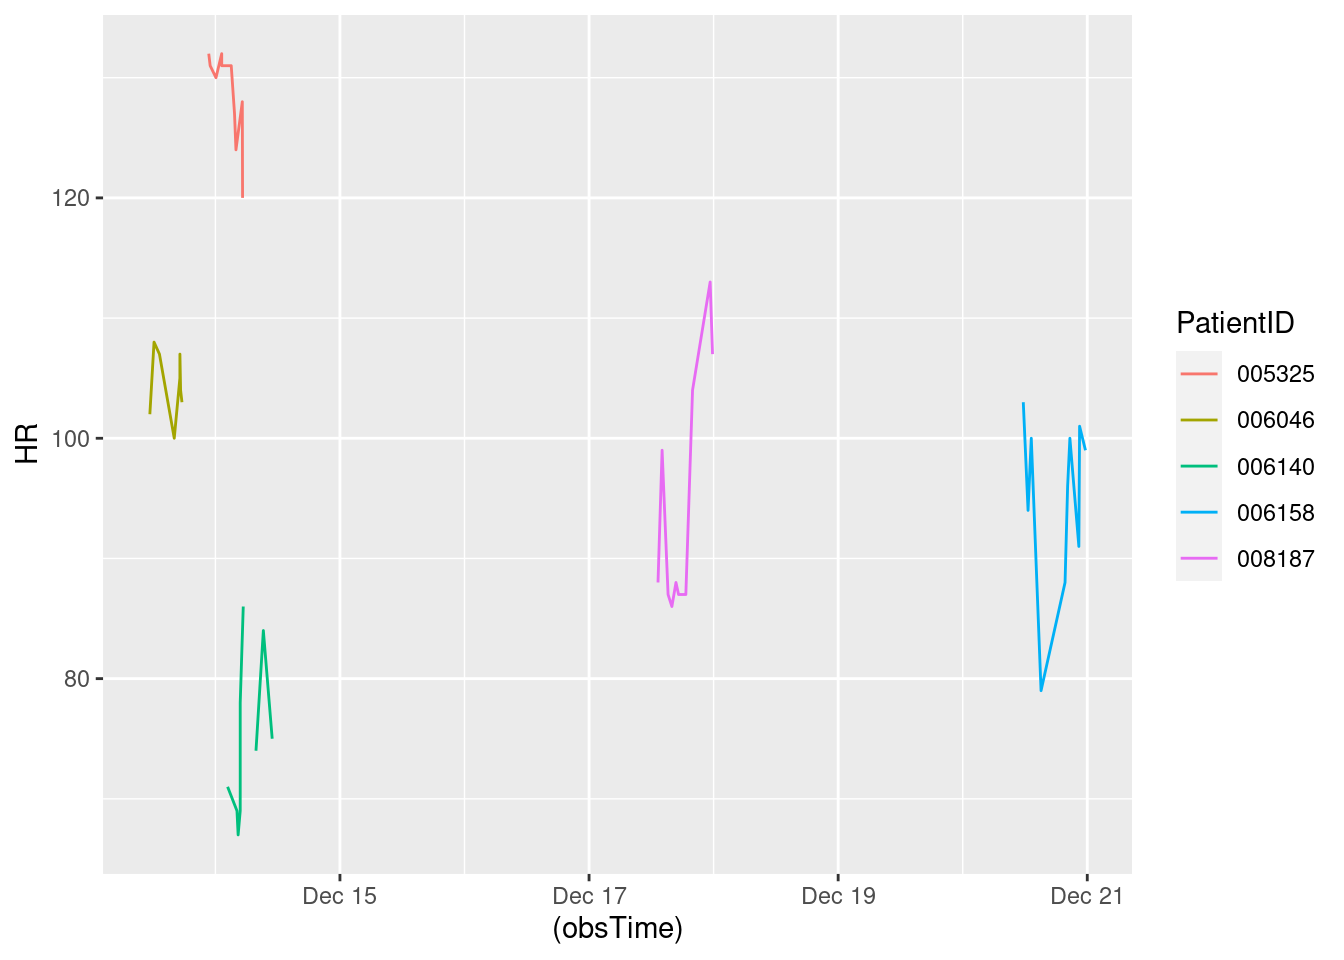 HR
120
100
80
Dec 15
Dec 17
Dec 19
Dec 21
(obsTime)
PatientID
005325
006046
006140
006158
008187